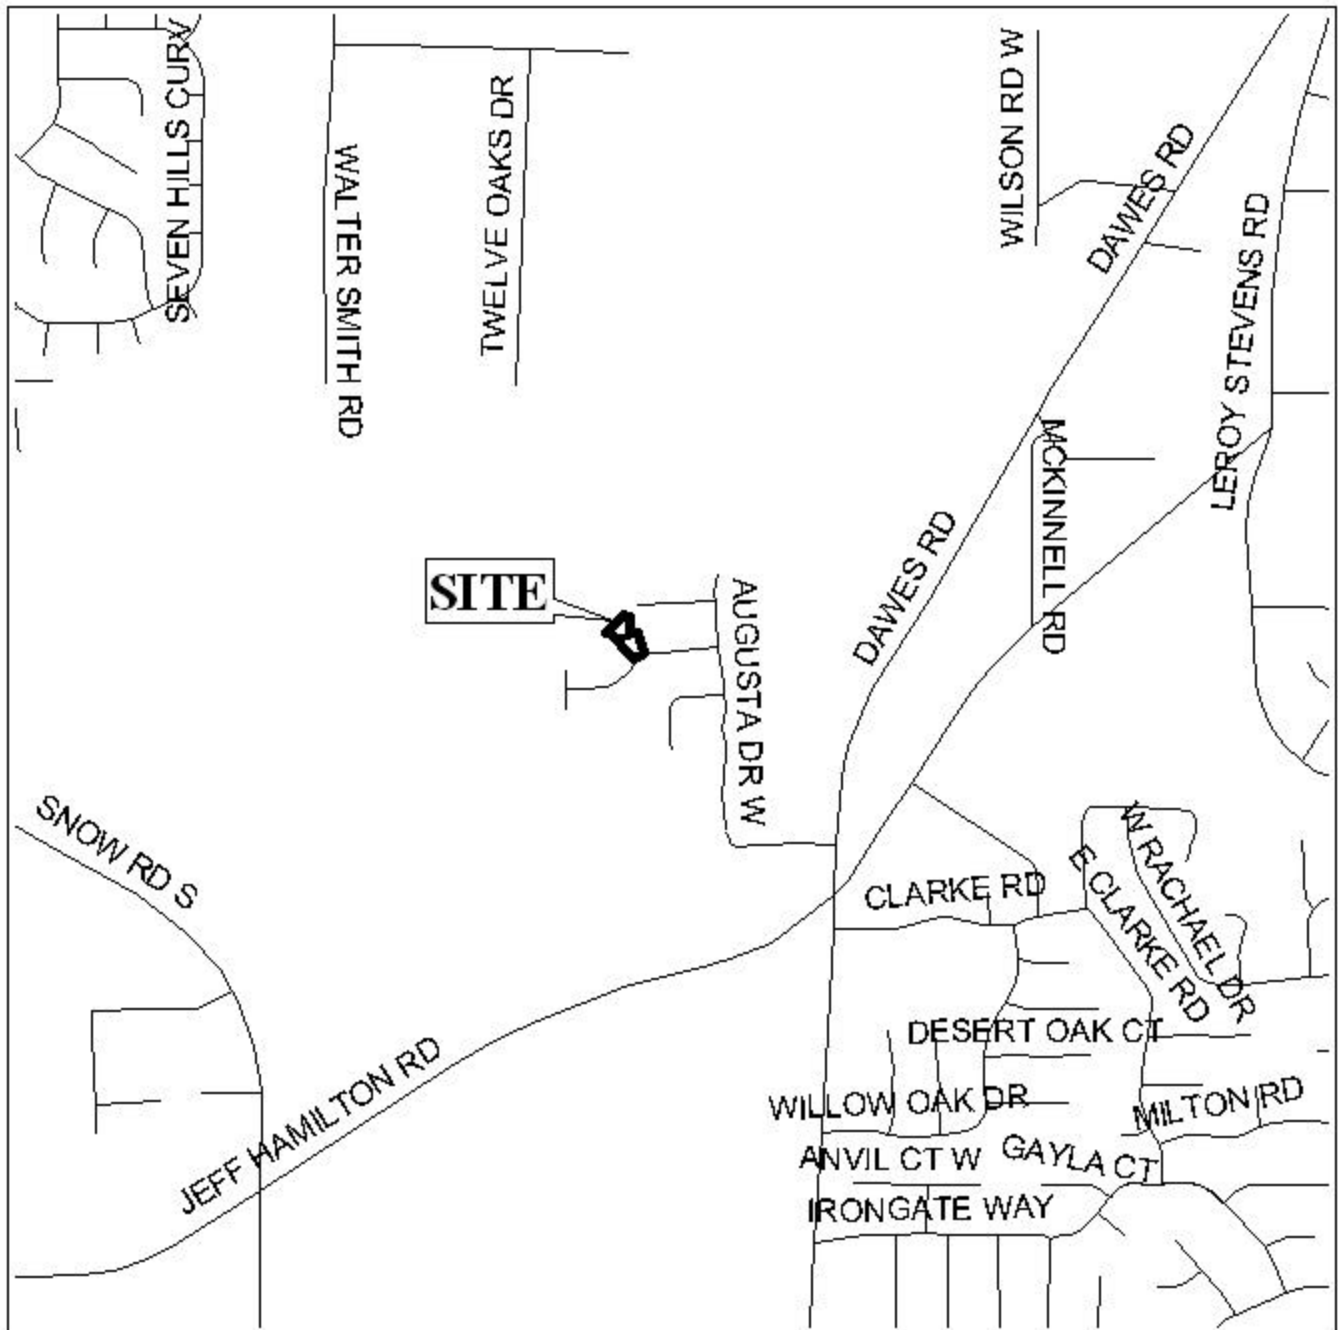 SEVEN HILLS CURV
WALTER SMITH RD
TWELVE OAKS DR
WILSON RD W
DAWES RD
LEROY STEVENS RD
MCKINNELL RD
DAWES RD
SITE
AUGUSTA DR W
SNOW RD S
CLARKE RD
E CLARKE RD
W RACHAEL DR
DESERT OAK CT
JEFF HAMILTON RD
WILLOW OAK DR
MILTON RD
ANVIL CT W
GAYLA CT
IRONGATE WAY